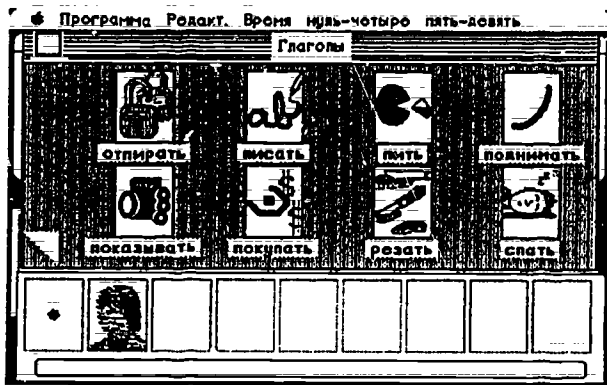 Программа Редакт. Время нуль-четыре пять-девять
Глаголы
отпирать писать пить поднимать
показывать покупать резать спать